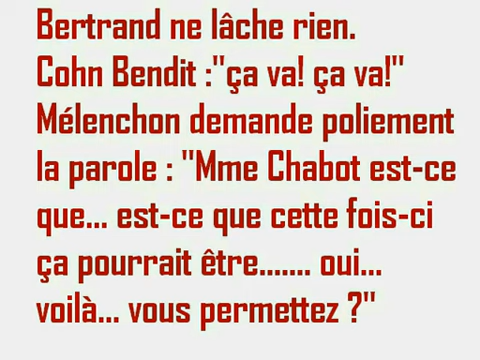 Bertrand ne lâche rien.
Cohn Bendit :"ça va! ça va!"
Mélenchon demande poliement
la parole : "Mme Chabot est-ce
que... est-ce que cette fois-ci
ça pourrait être....... oui...
voilà... vous permettez ?"